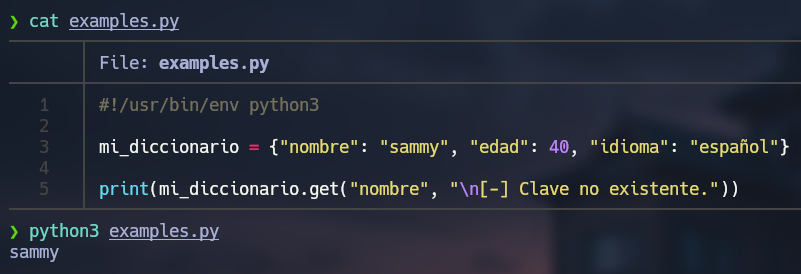 ❯ cat examples.py
File: examples.py
1 #!/usr/bin/env python3
2
3 mi_diccionario = {"nombre": "sammy", "edad": 40, "idioma": "español"}
4
5 print(mi_diccionario.get("nombre", "\n[-] Clave no existente."))
❯ python3 examples.py
sammy